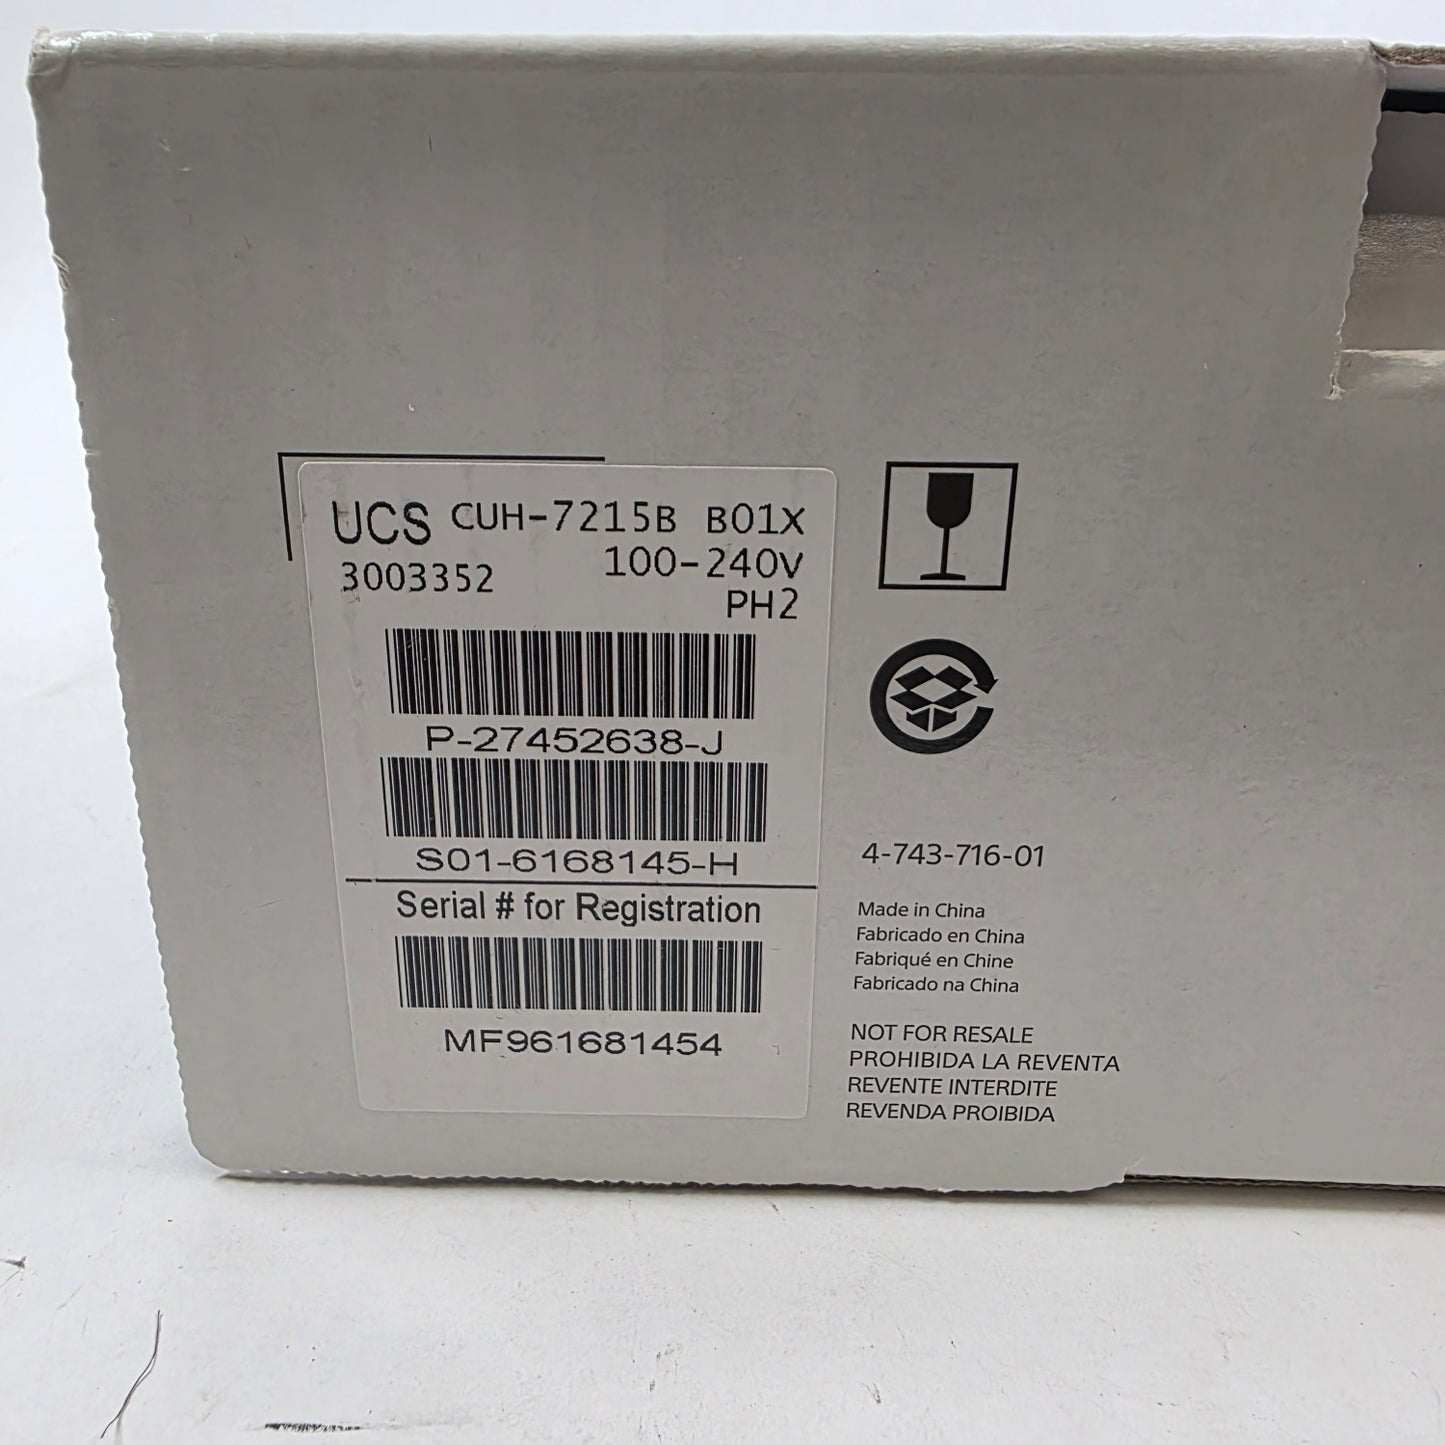 UCS CUH-7215B B01X
3003352 100-240V
PH2
P-27452638-J
S01-6168145-H
Serial # for Registration
MF961681454
4-743-716-01
Made in China
Fabricado en China
Fabriqué en Chine
Fabricado na China
NOT FOR RESALE
PROHIBIDA LA REVENTA
REVENTE INTERDITE
REVENDA PROIBIDA